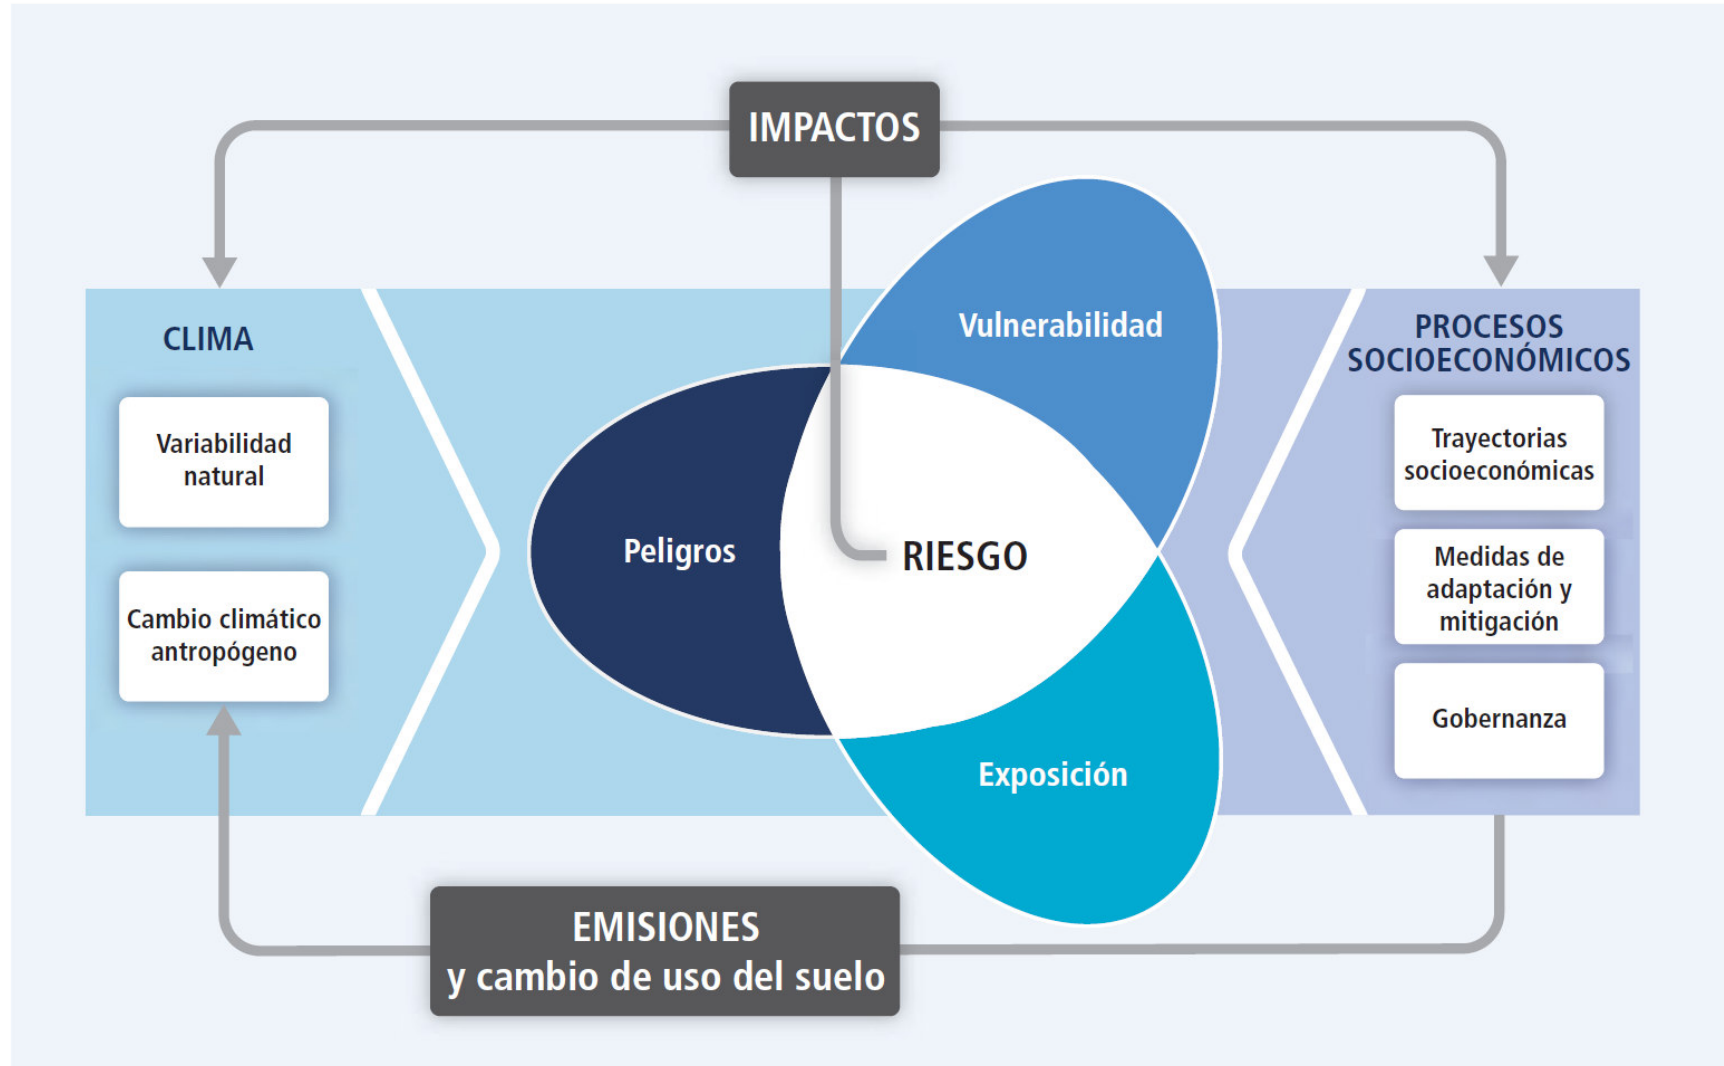 IMPACTOS
CLIMA
Variabilidad
natural
Cambio climático
antropógeno
Vulnerabilidad
Peligros
RIESGO
Exposición
PROCESOS
SOCIOECONÓMICOS
Trayectorias
socioeconómicas
Medidas de
adaptación y
mitigación
Gobernanza
EMISIONES
y cambio de uso del suelo